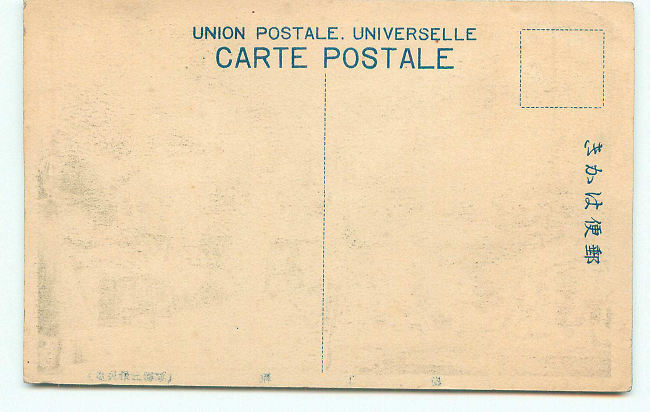 UNION POSTALE. UNIVERSELLE
CARTE POSTALE
きかは便郵